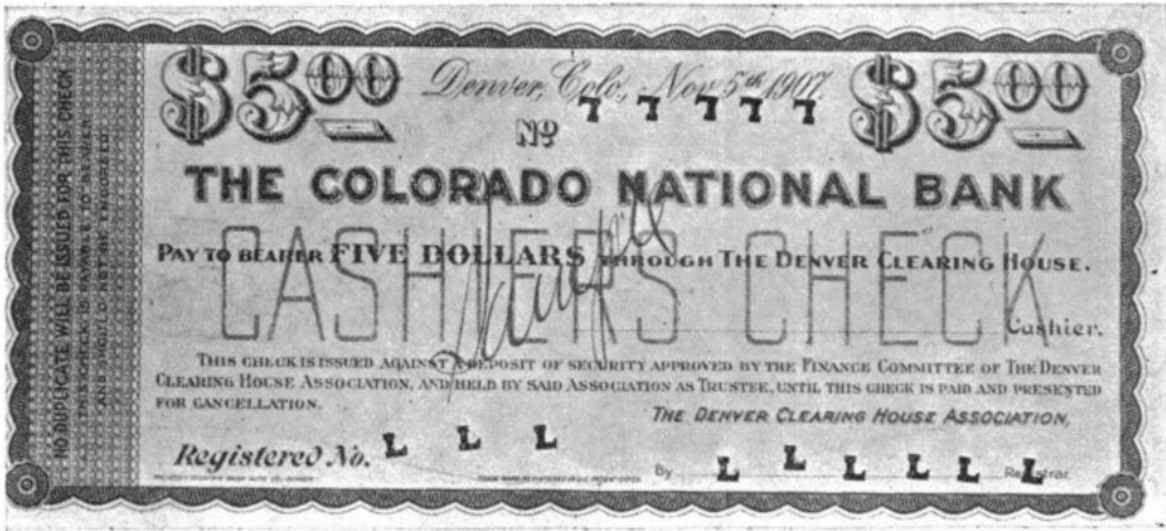 $5.00 Denver, Colo., Nov 5th 1907. $5.00
No 7 7 7 7 7
THE COLORADO NATIONAL BANK
CASHIER'S CHECK
PAY TO BEARER FIVE DOLLARS THROUGH THE DENVER CLEARING HOUSE.
Cashier.
THIS CHECK IS ISSUED AGAINST A DEPOSIT OF SECURITY APPROVED BY THE FINANCE COMMITTEE OF THE DENVER
CLEARING HOUSE ASSOCIATION, AND HELD BY SAID ASSOCIATION AS TRUSTEE, UNTIL THIS CHECK IS PAID AND PRESENTED
FOR CANCELLATION.
THE DENVER CLEARING HOUSE ASSOCIATION,
Registered No. L L L
By L L L L L L Registrar
NO DUPLICATE WILL BE ISSUED FOR THIS CHECK
THIS CHECK IS PAYABLE TO BEARER
AND SHOULD NOT BE ENDORSED